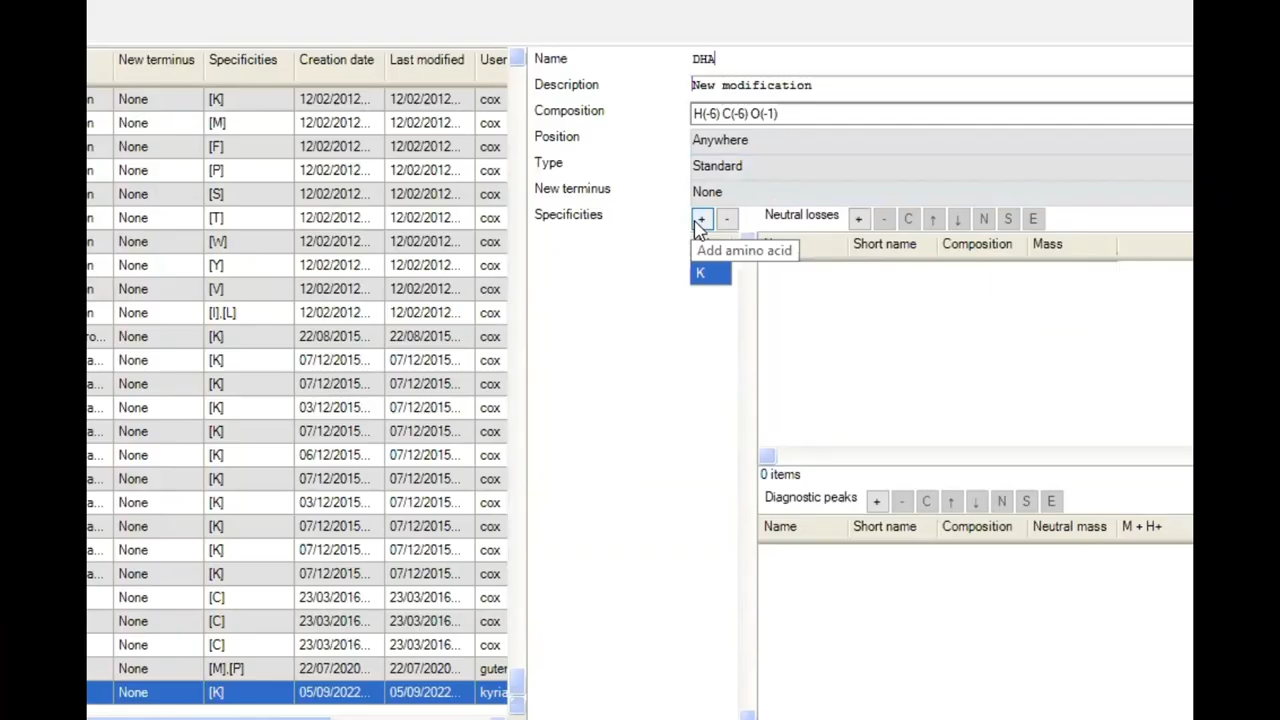 New terminus Specificities Creation date Last modified User
n None [K] 12/02/2012... 12/02/2012... cox
n None [M] 12/02/2012... 12/02/2012... cox
n None [F] 12/02/2012... 12/02/2012... cox
n None [P] 12/02/2012... 12/02/2012... cox
n None [S] 12/02/2012... 12/02/2012... cox
n None [T] 12/02/2012... 12/02/2012... cox
n None [W] 12/02/2012... 12/02/2012... cox
n None [Y] 12/02/2012... 12/02/2012... cox
n None [V] 12/02/2012... 12/02/2012... cox
n None [I],[L] 12/02/2012... 12/02/2012... cox
ro... None [K] 22/08/2015... 22/08/2015... cox
a... None [K] 07/12/2015... 07/12/2015... cox
a... None [K] 07/12/2015... 07/12/2015... cox
a... None [K] 03/12/2015... 07/12/2015... cox
a... None [K] 07/12/2015... 07/12/2015... cox
a... None [K] 06/12/2015... 07/12/2015... cox
a... None [K] 07/12/2015... 07/12/2015... cox
a... None [K] 03/12/2015... 07/12/2015... cox
a... None [K] 07/12/2015... 07/12/2015... cox
a... None [K] 07/12/2015... 07/12/2015... cox
a... None [K] 07/12/2015... 07/12/2015... cox
None [C] 23/03/2016... 23/03/2016... cox
None [C] 23/03/2016... 23/03/2016... cox
None [C] 23/03/2016... 23/03/2016... cox
None [M],[P] 22/07/2020... 22/07/2020... guter
None [K] 05/09/2022... 05/09/2022... kyria
Name DHA
Description New modification
Composition H(-6) C(-6) O(-1)
Position Anywhere
Type Standard
New terminus None
Specificities + -
Add amino acid
K
Neutral losses + - C ↑ ↓ N S E
Short name Composition Mass
0 items
Diagnostic peaks + - C ↑ ↓ N S E
Name Short name Composition Neutral mass M + H+